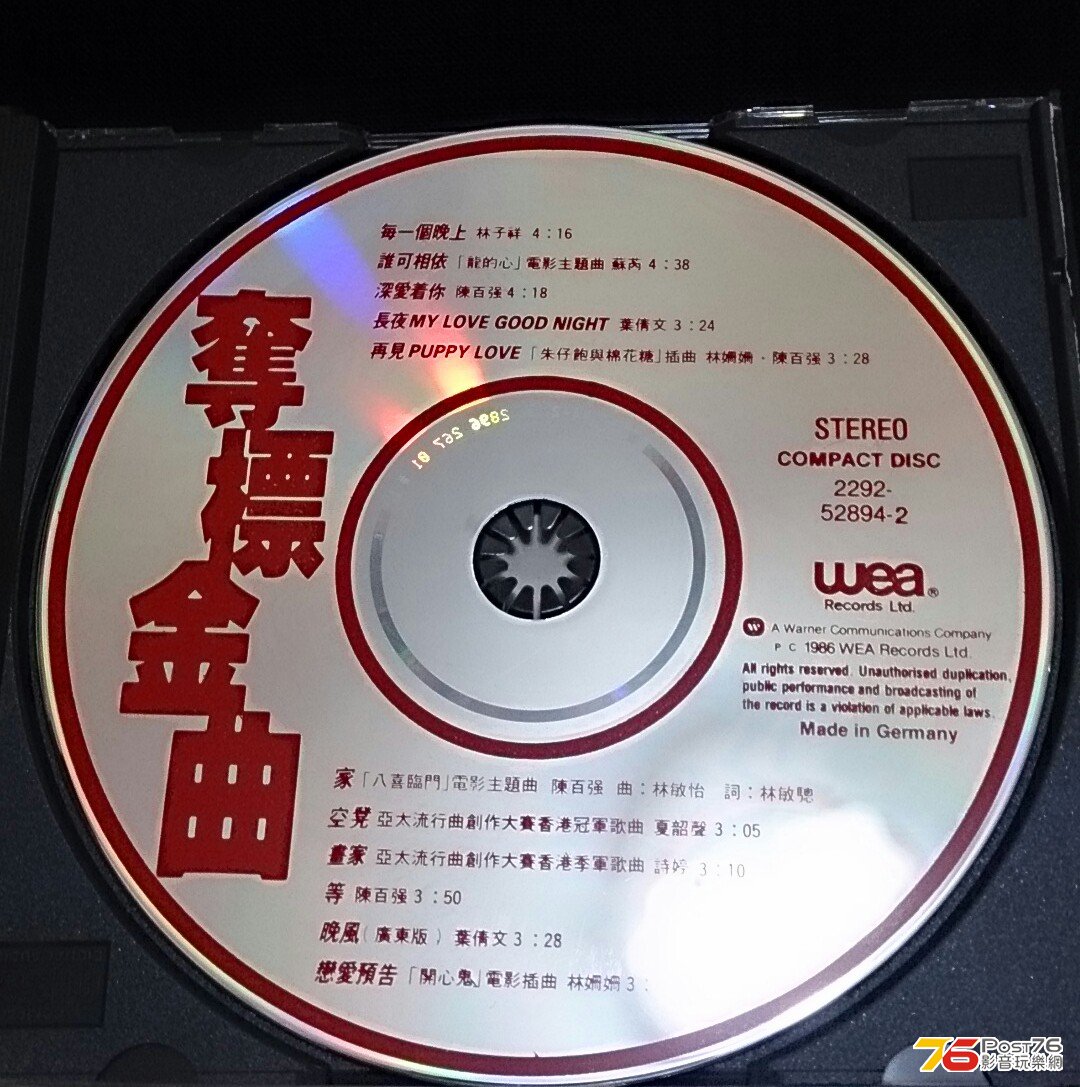 每一個晚上 林子祥 4:16
誰可相依「龍的心」電影主題曲 蘇芮 4:38
深愛着你 陳百强 4:18
長夜MY LOVE GOOD NIGHT 葉倩文 3:24
再見PUPPY LOVE「朱仔飽與棉花糖」插曲 林姍姍·陳百强 3:28
奪標金曲
2896 267 01
STEREO
COMPACT DISC
2292-
52894-2
wea®
Records Ltd.
A Warner Communications Company
P C 1986 WEA Records Ltd.
All rights reserved. Unauthorised duplication,
public performance and broadcasting of
the record is a violation of applicable laws.
Made in Germany
家「八喜臨門」電影主題曲 陳百强 曲:林敏怡 詞:林敏驄
空凳 亞太流行曲創作大賽香港冠軍歌曲 夏韶聲 3:05
畫家 亞太流行曲創作大賽香港季軍歌曲 詩婷 3:10
等 陳百强 3:50
晚風(廣東版) 葉倩文 3:28
戀愛預告「開心鬼」電影插曲 林姍姍 3:
76 POST76
影音玩樂網